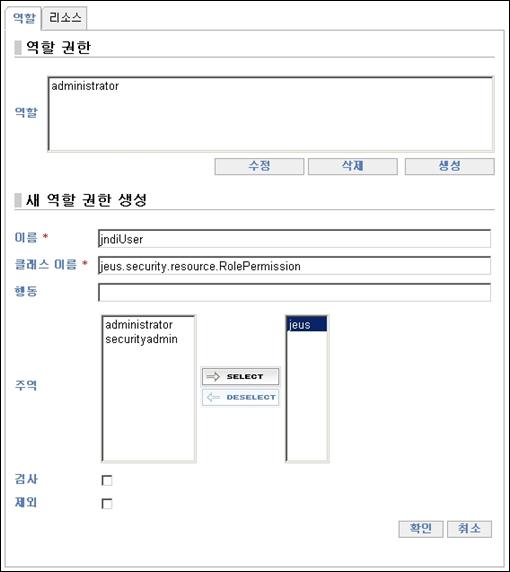 역할 리소스
역할 권한
역할
administrator
수정 삭제 생성
새 역할 권한 생성
이름 * jndiUser
클래스 이름 * jeus.security.resource.RolePermission
행동
주역
administrator
securityadmin
SELECT
DESELECT
jeus
검사
제외
확인 취소